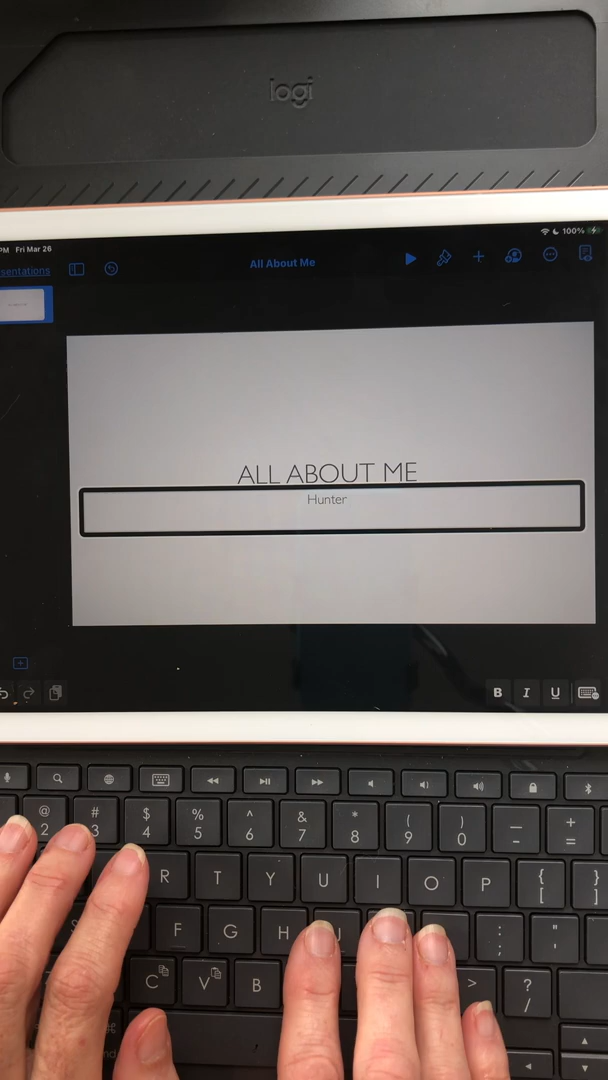 logi
PM Fri Mar 26
100%
sentations
All About Me
ALL ABOUT ME
Hunter
B I U
@ # $ % ^ & * ( ) — +
2 3 4 5 6 7 8 9 0 - =
R T Y U I O P { [ } ]
S F G H J : ; " '
C V B > ? /